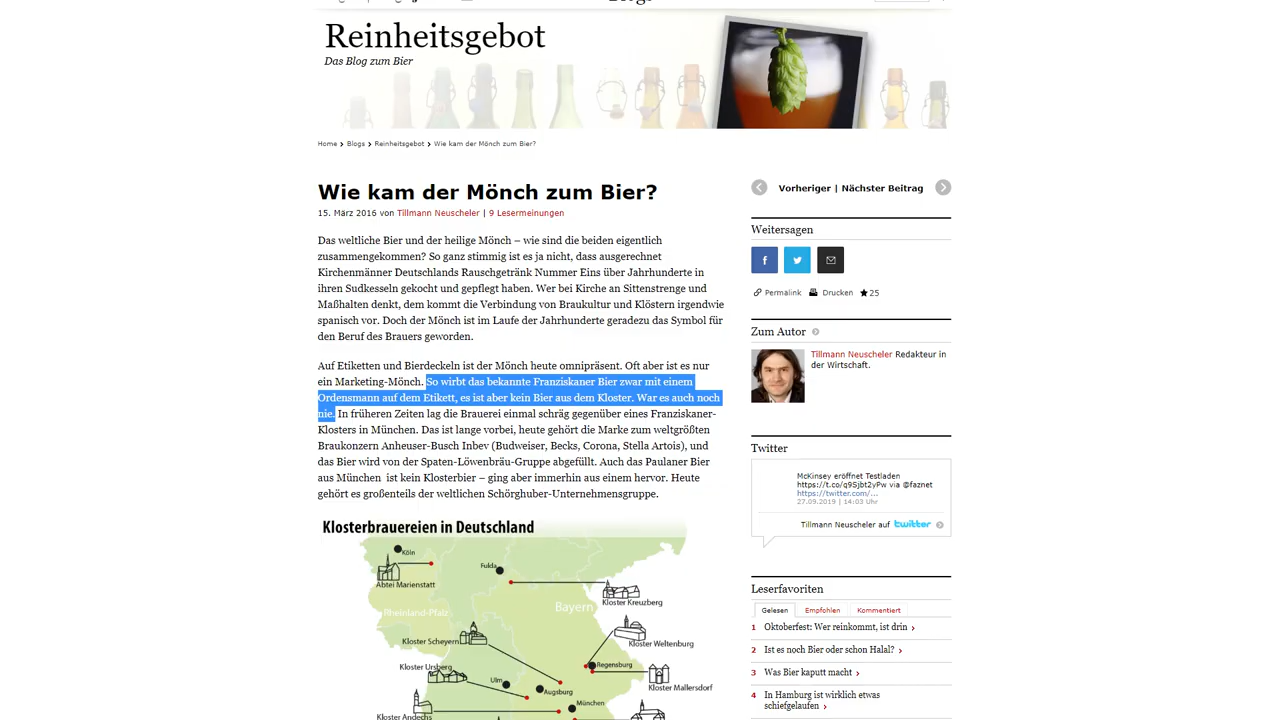 Reinheitsgebot
Das Blog zum Bier
Home › Blogs › Reinheitsgebot › Wie kam der Mönch zum Bier?
Wie kam der Mönch zum Bier?
15. März 2016 von Tillmann Neuscheler | 9 Lesermeinungen
Das weltliche Bier und der heilige Mönch – wie sind die beiden eigentlich
zusammengekommen? So ganz stimmig ist es ja nicht, dass ausgerechnet
Kirchenmänner Deutschlands Rauschgetränk Nummer Eins über Jahrhunderte in
ihren Sudkesseln gekocht und gepflegt haben. Wer bei Kirche an Sittenstrenge und
Maßhalten denkt, dem kommt die Verbindung von Braukultur und Klöstern irgendwie
spanisch vor. Doch der Mönch ist im Laufe der Jahrhunderte geradezu das Symbol für
den Beruf des Brauers geworden.
Auf Etiketten und Bierdeckeln ist der Mönch heute omnipräsent. Oft aber ist es nur
ein Marketing-Mönch. So wirbt das bekannte Franziskaner Bier zwar mit einem
Ordensmann auf dem Etikett, es ist aber kein Bier aus dem Kloster. War es auch noch
nie. In früheren Zeiten lag die Brauerei einmal schräg gegenüber eines Franziskaner-
Klosters in München. Das ist lange vorbei, heute gehört die Marke zum weltgrößten
Braukonzern Anheuser-Busch Inbev (Budweiser, Becks, Corona, Stella Artois), und
das Bier wird von der Spaten-Löwenbräu-Gruppe abgefüllt. Auch das Paulaner Bier
aus München ist kein Klosterbier – ging aber immerhin aus einem hervor. Heute
gehört es großenteils der weltlichen Schörghuber-Unternehmensgruppe.
Klosterbrauereien in Deutschland
Köln
Abtei Marienstatt
Fulda
Kloster Kreuzberg
Rheinland-Pfalz
Bayern
Kloster Scheyern
Kloster Weltenburg
Kloster Ursberg
Regensburg
Ulm
Augsburg
Kloster Mallersdorf
München
Kloster Andechs
Vorheriger | Nächster Beitrag
Weitersagen
Permalink Drucken 25
Zum Autor
Tillmann Neuscheler Redakteur in
der Wirtschaft.
Twitter
McKinsey eröffnet Testladen
https://t.co/q9Sjbt2yPw via @faznet
https://twitter.com/...
27.09.2019 | 14:03 Uhr
Tillmann Neuscheler auf twitter
Leserfavoriten
Gelesen Empfohlen Kommentiert
1 Oktoberfest: Wer reinkommt, ist drin ›
2 Ist es noch Bier oder schon Halal? ›
3 Was Bier kaputt macht ›
4 In Hamburg ist wirklich etwas
schiefgelaufen ›